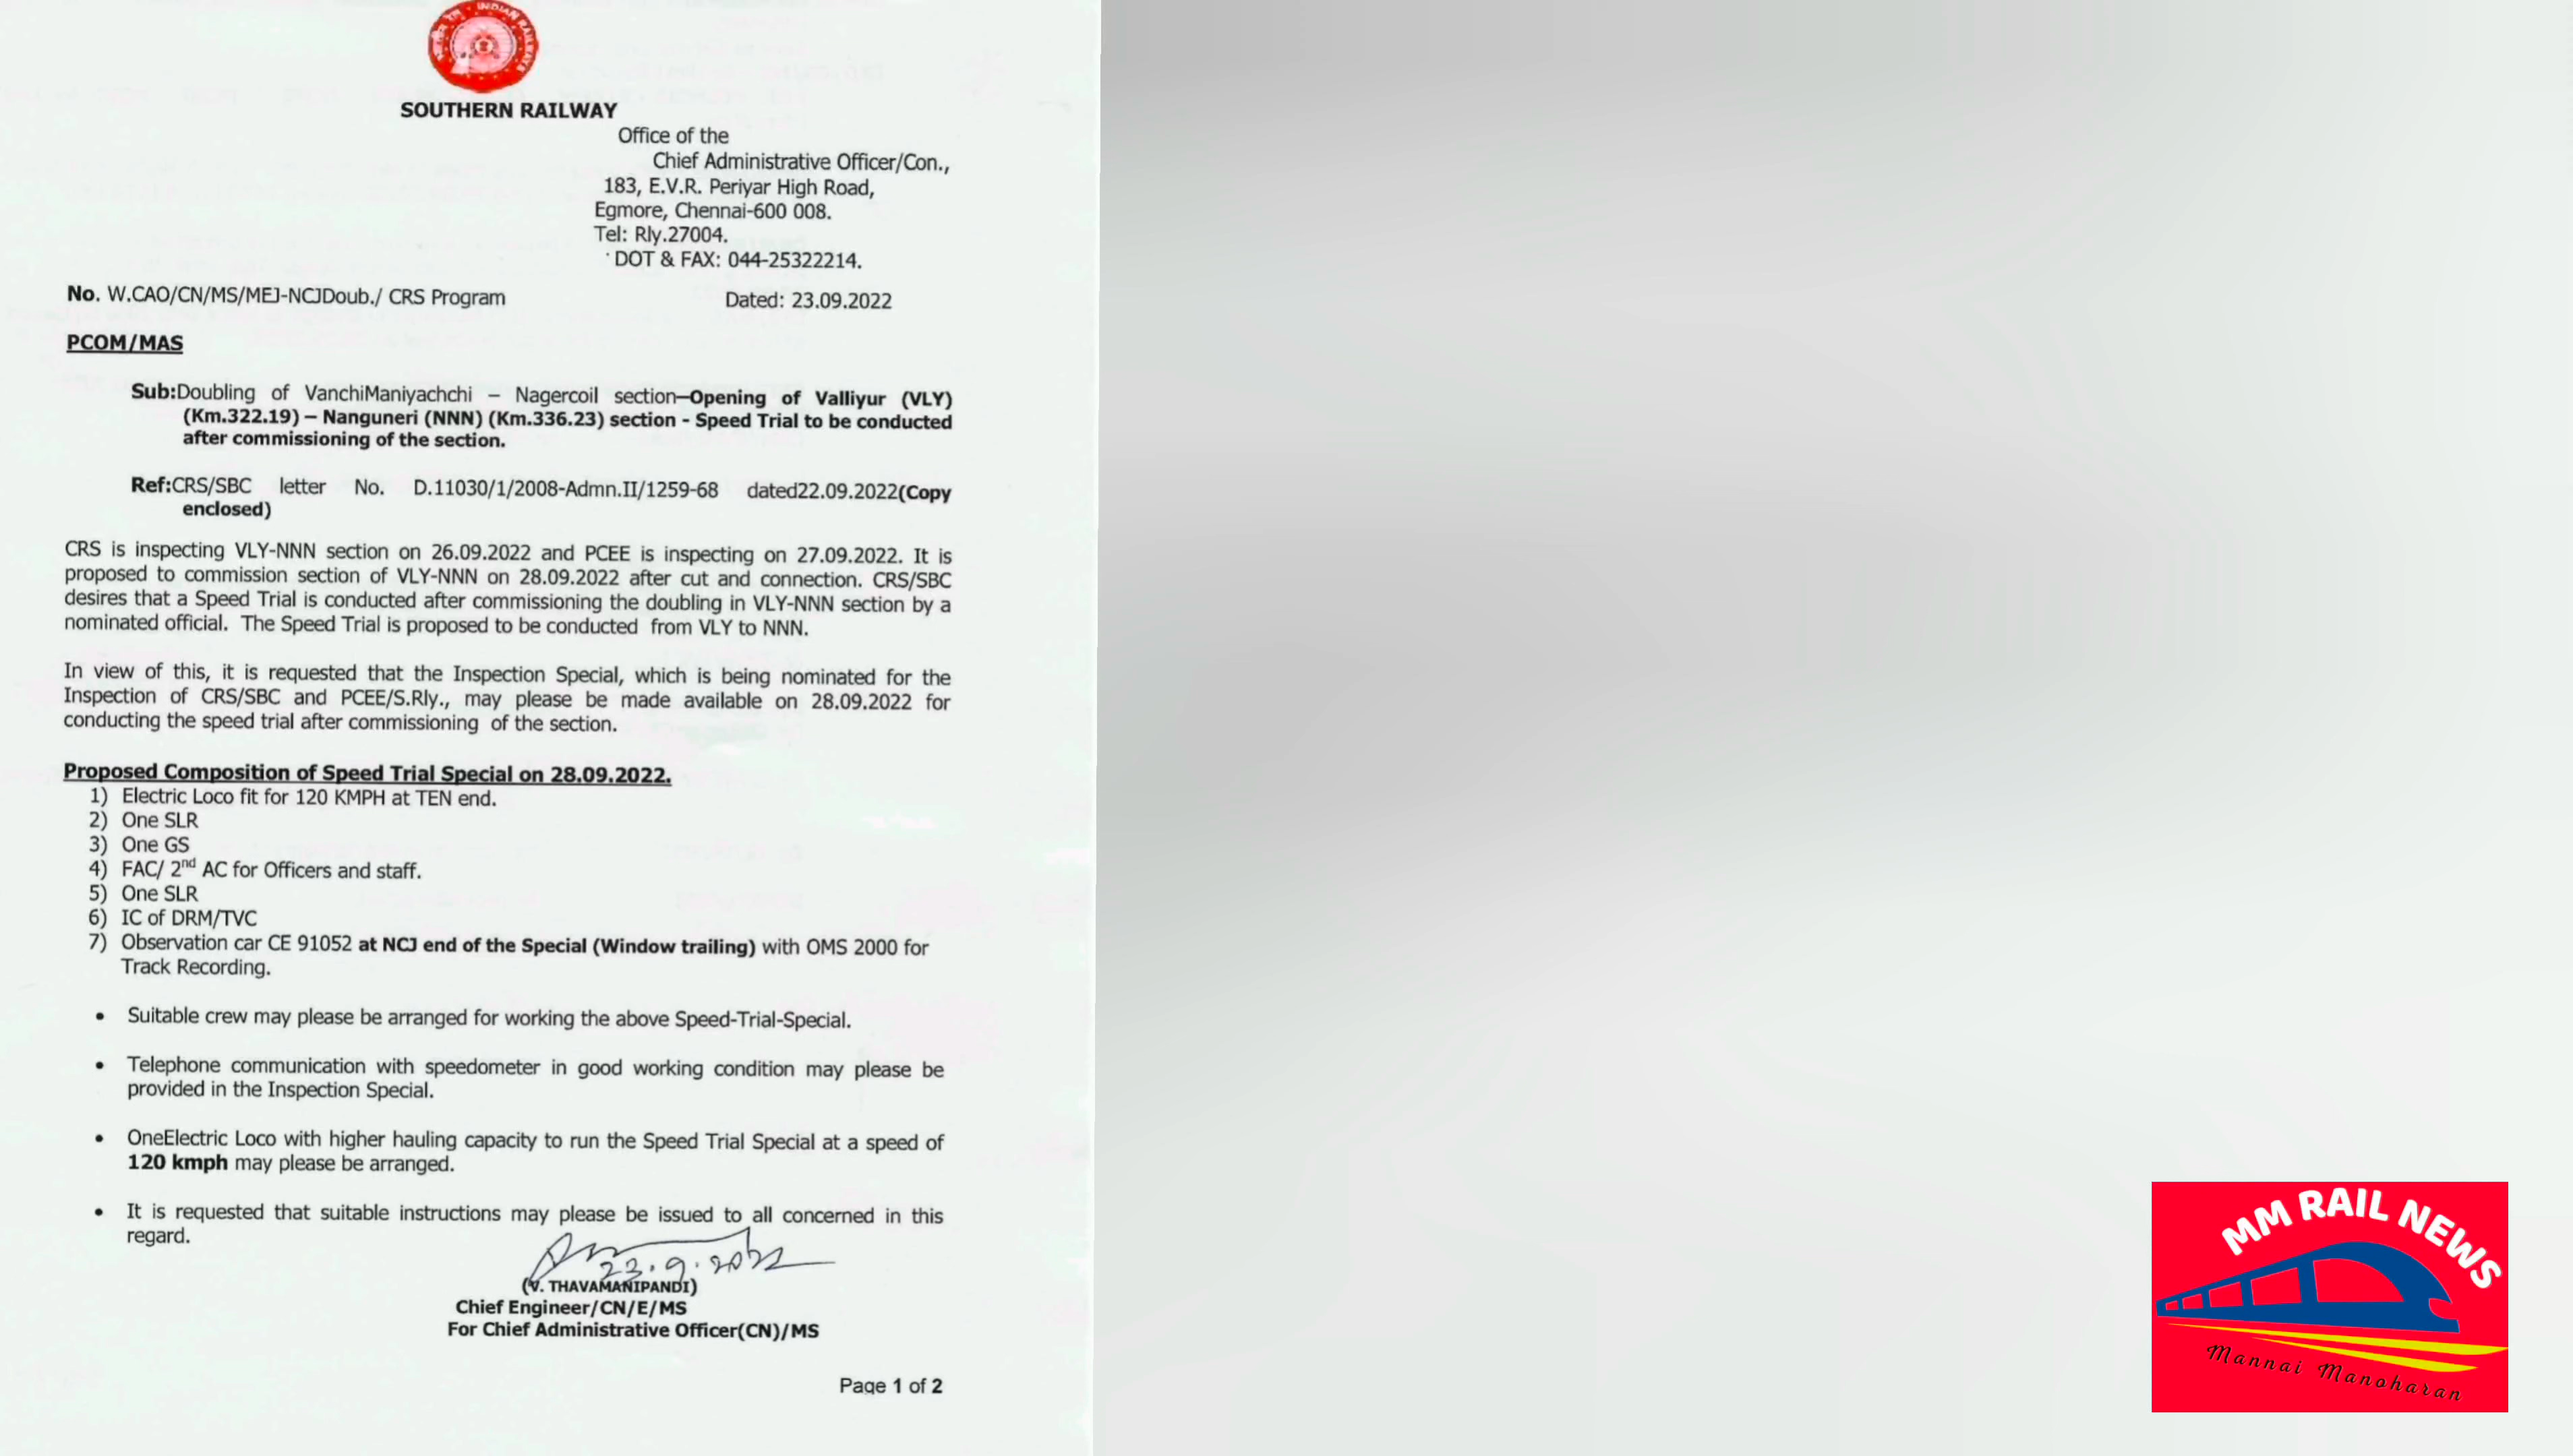 INDIAN RAILWAYS
SOUTHERN RAILWAY
Office of the
Chief Administrative Officer/Con.,
183, E.V.R. Periyar High Road,
Egmore, Chennai-600 008.
Tel: Rly.27004.
DOT & FAX: 044-25322214.
No. W.CAO/CN/MS/MEJ-NCJDoub./ CRS Program Dated: 23.09.2022
PCOM/MAS
Sub:Doubling of VanchiManiyachchi – Nagercoil section–Opening of Valliyur (VLY)
(Km.322.19) – Nanguneri (NNN) (Km.336.23) section - Speed Trial to be conducted
after commissioning of the section.
Ref:CRS/SBC letter No. D.11030/1/2008-Admn.II/1259-68 dated22.09.2022(Copy
enclosed)
CRS is inspecting VLY-NNN section on 26.09.2022 and PCEE is inspecting on 27.09.2022. It is
proposed to commission section of VLY-NNN on 28.09.2022 after cut and connection. CRS/SBC
desires that a Speed Trial is conducted after commissioning the doubling in VLY-NNN section by a
nominated official. The Speed Trial is proposed to be conducted from VLY to NNN.
In view of this, it is requested that the Inspection Special, which is being nominated for the
Inspection of CRS/SBC and PCEE/S.Rly., may please be made available on 28.09.2022 for
conducting the speed trial after commissioning of the section.
Proposed Composition of Speed Trial Special on 28.09.2022.
1) Electric Loco fit for 120 KMPH at TEN end.
2) One SLR
3) One GS
4) FAC/ 2nd AC for Officers and staff.
5) One SLR
6) IC of DRM/TVC
7) Observation car CE 91052 at NCJ end of the Special (Window trailing) with OMS 2000 for
Track Recording.
• Suitable crew may please be arranged for working the above Speed-Trial-Special.
• Telephone communication with speedometer in good working condition may please be
provided in the Inspection Special.
• OneElectric Loco with higher hauling capacity to run the Speed Trial Special at a speed of
120 kmph may please be arranged.
• It is requested that suitable instructions may please be issued to all concerned in this
regard.
23.9.2022
(V. THAVAMANIPANDI)
Chief Engineer/CN/E/MS
For Chief Administrative Officer(CN)/MS
Page 1 of 2
MM RAIL NEWS
Mannai Manoharan